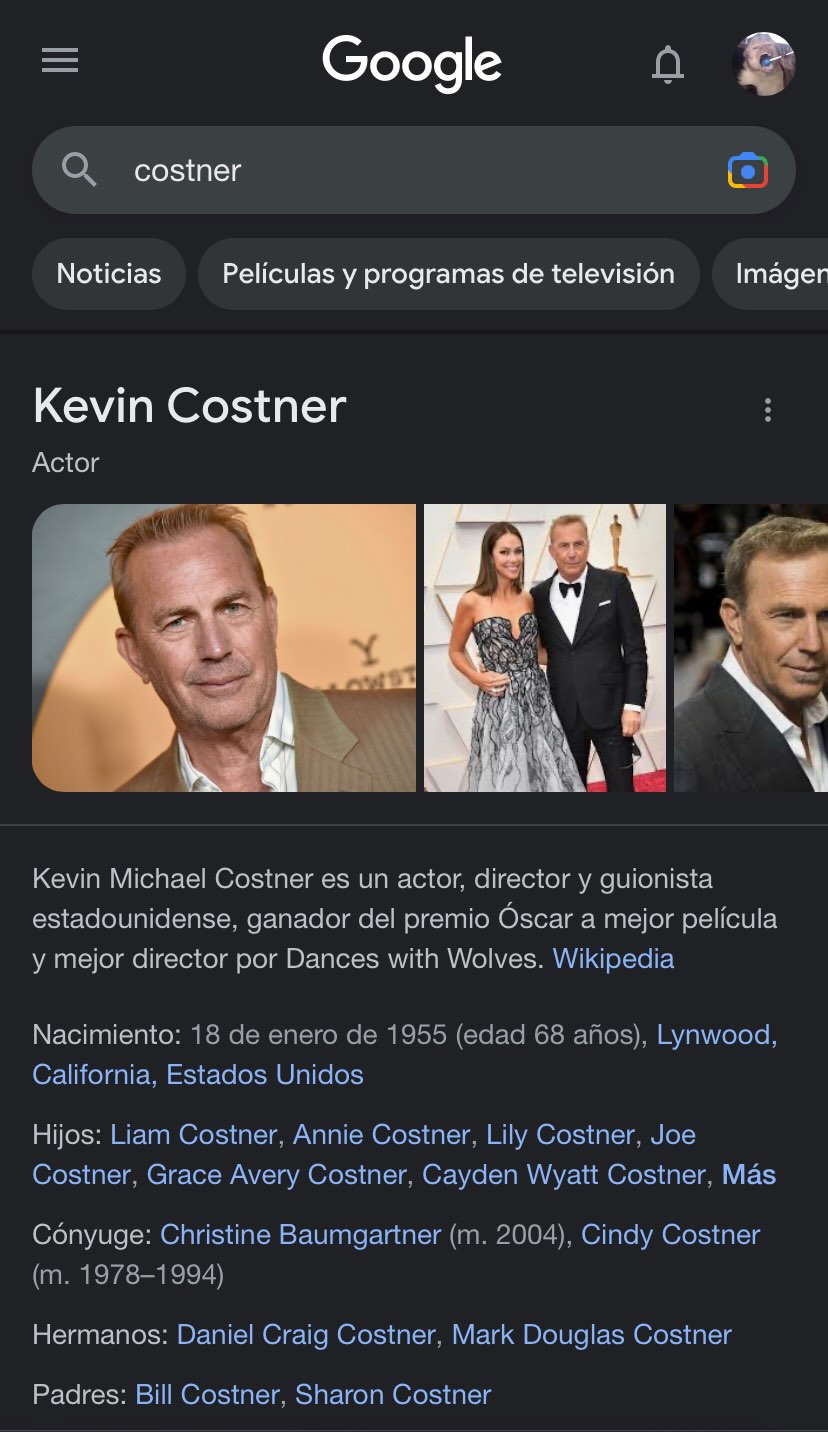 Google
costner
Noticias
Películas y programas de televisión
Imágen
Kevin Costner
Actor
Y
LOWST
Kevin Michael Costner es un actor, director y guionista
estadounidense, ganador del premio Óscar a mejor película
y mejor director por Dances with Wolves. Wikipedia
Nacimiento: 18 de enero de 1955 (edad 68 años), Lynwood,
California, Estados Unidos
Hijos: Liam Costner, Annie Costner, Lily Costner, Joe
Costner, Grace Avery Costner, Cayden Wyatt Costner, Más
Cónyuge: Christine Baumgartner (m. 2004), Cindy Costner
(m. 1978–1994)
Hermanos: Daniel Craig Costner, Mark Douglas Costner
Padres: Bill Costner, Sharon Costner